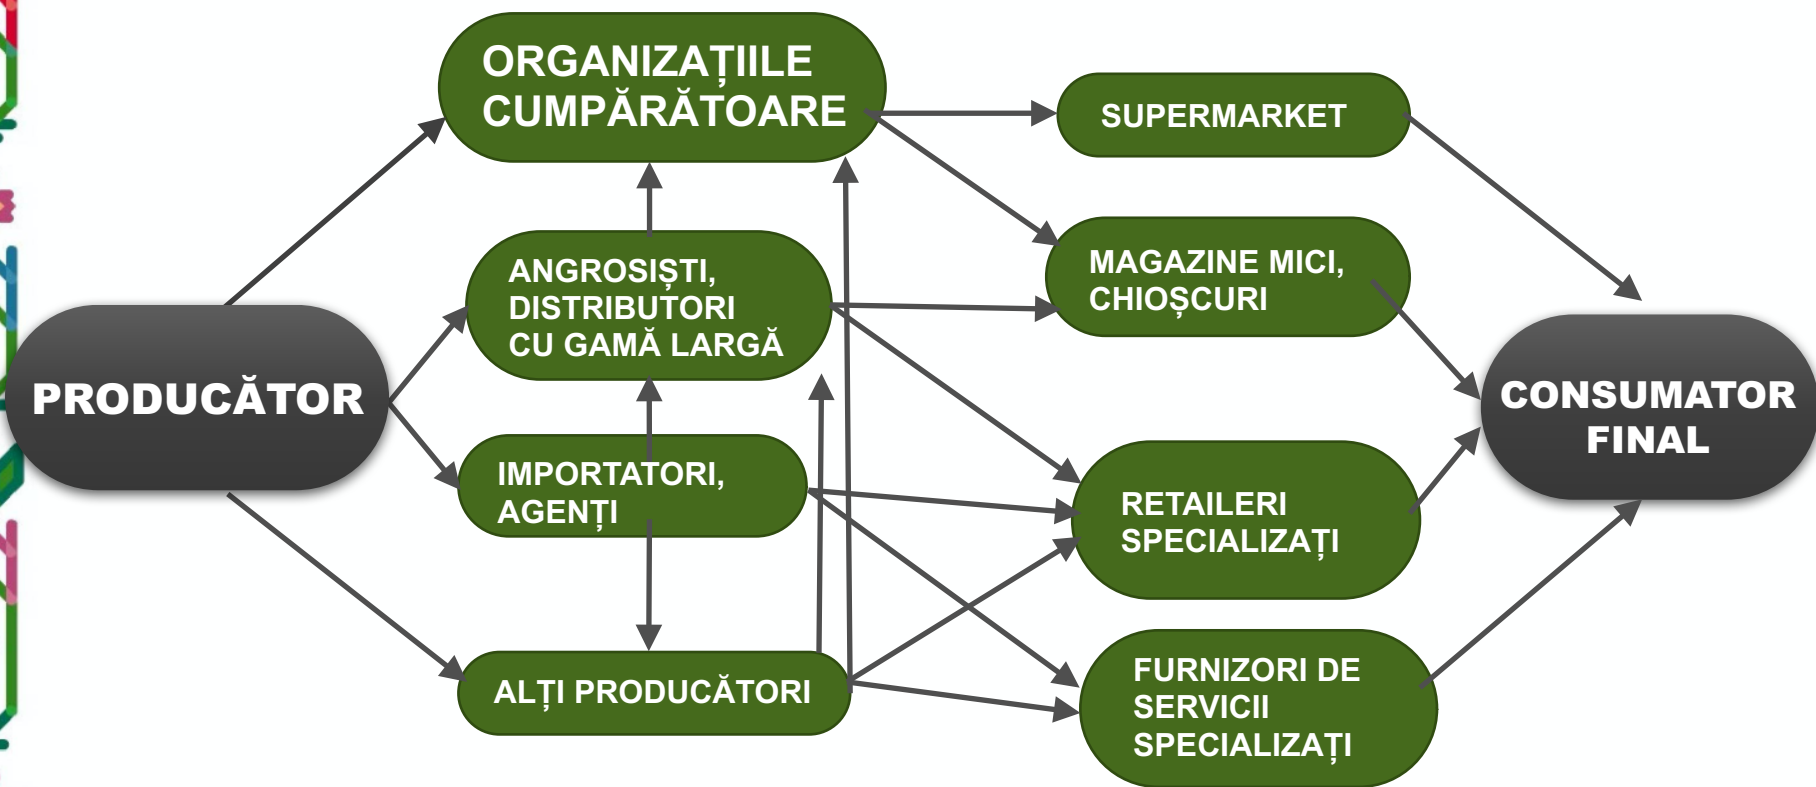 ORGANIZAȚIILE
CUMPĂRĂTOARE
SUPERMARKET
ANGROSIȘTI,
DISTRIBUTORI
CU GAMĂ LARGĂ
MAGAZINE MICI,
CHIOȘCURI
PRODUCĂTOR
CONSUMATOR
FINAL
IMPORTATORI,
AGENȚI
RETAILERI
SPECIALIZAȚI
ALȚI PRODUCĂTORI
FURNIZORI DE
SERVICII
SPECIALIZAȚI